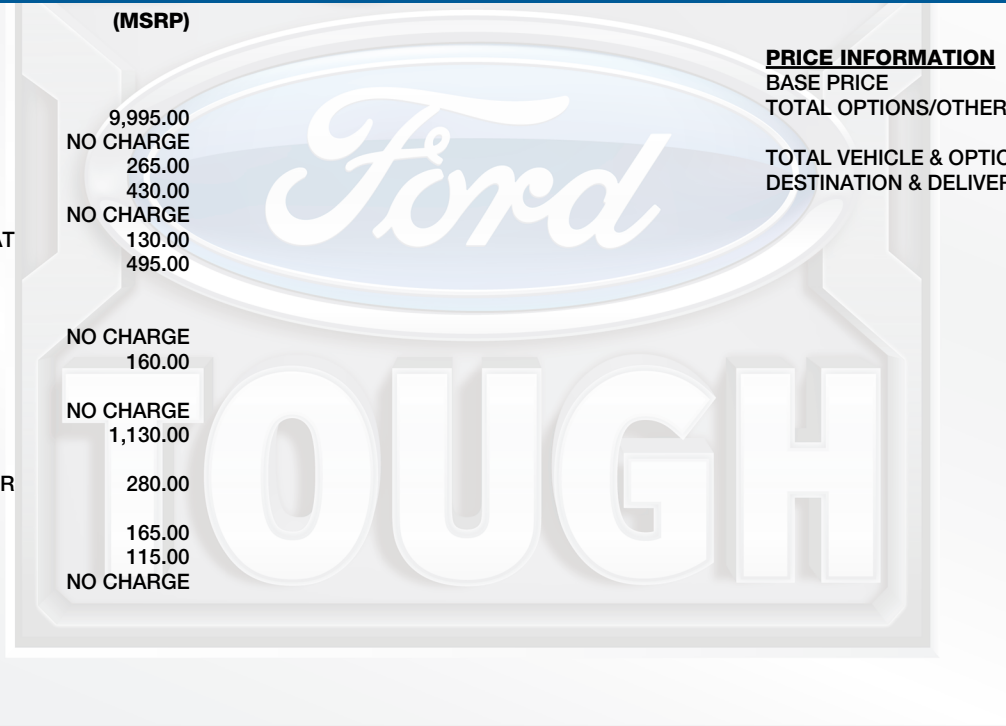 (MSRP)
9,995.00
NO CHARGE
265.00
430.00
NO CHARGE
AT 130.00
495.00
NO CHARGE
160.00
NO CHARGE
1,130.00
R 280.00
165.00
115.00
NO CHARGE
PRICE INFORMATION
BASE PRICE
TOTAL OPTIONS/OTHER
TOTAL VEHICLE & OPTIO
DESTINATION & DELIVER
Ford
TOUGH